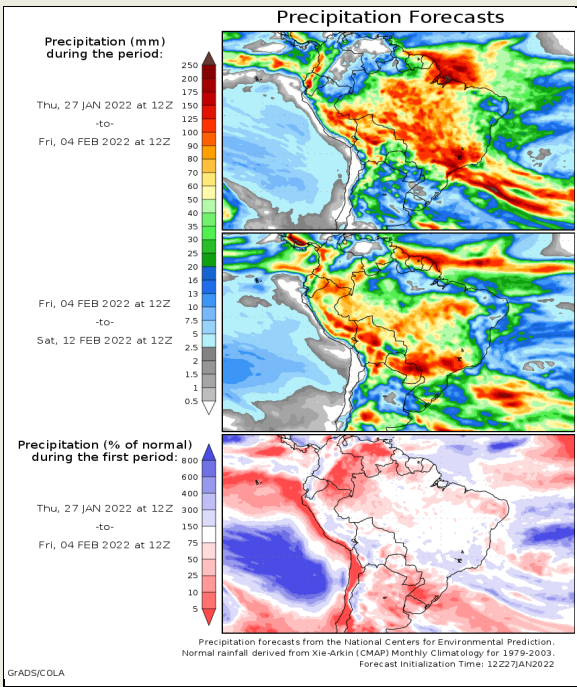 Precipitation Forecasts
Precipitation (mm)
during the period:
Thu, 27 JAN 2022 at 12Z
-to-
Fri, 04 FEB 2022 at 12Z
250
200
175
150
125
100
90
80
70
60
50
40
35
30
25
20
16
13
10
7.5
5
2.5
2
1.5
1
0.5
Fri, 04 FEB 2022 at 12Z
-to-
Sat, 12 FEB 2022 at 12Z
Precipitation (% of normal)
during the first period:
Thu, 27 JAN 2022 at 12Z
-to-
Fri, 04 FEB 2022 at 12Z
800
600
400
300
150
75
50
25
10
5
Precipitation forecasts from the National Centers for Environmental Prediction.
Normal rainfall derived from Xie-Arkin (CMAP) Monthly Climatology for 1979-2003.
Forecast Initialization Time: 12Z27JAN2022
GrADS/COLA